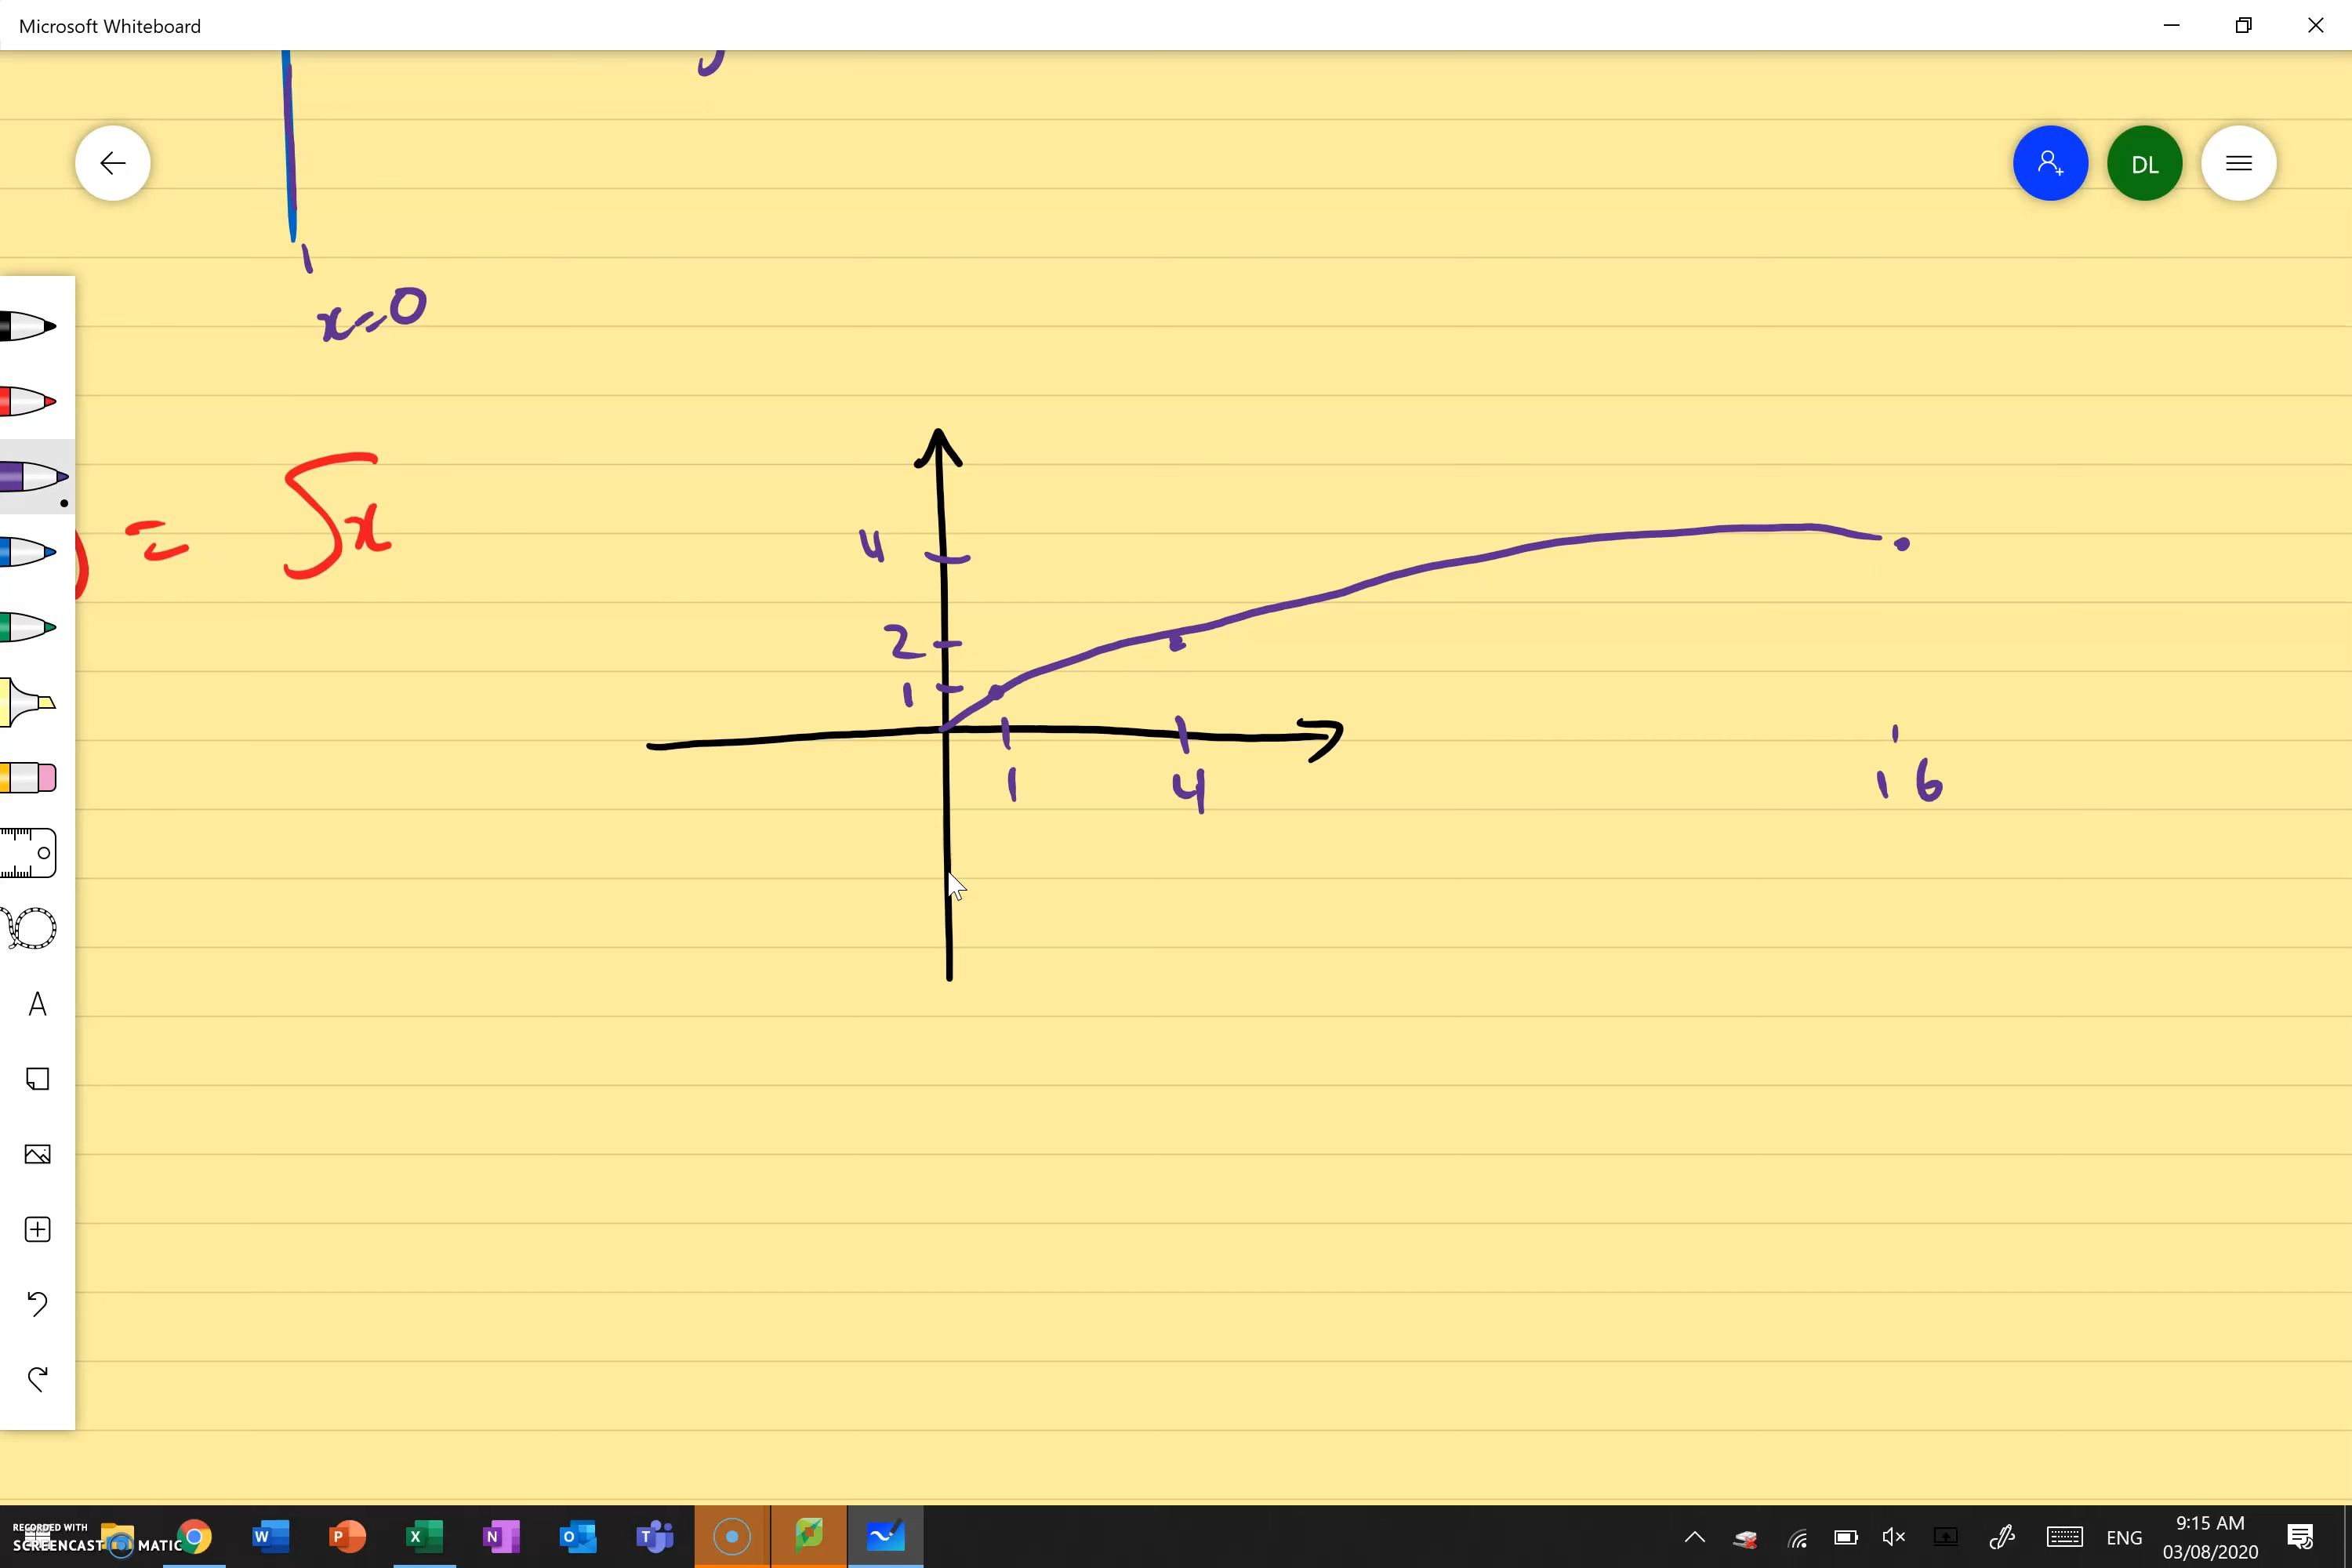 Microsoft Whiteboard
DL
x=0
= √x
4
2
1
1 4 16
A
RECORDED WITH
SCREENCAST MATIC
W P X N O T
ENG
9:15 AM
03/08/2020